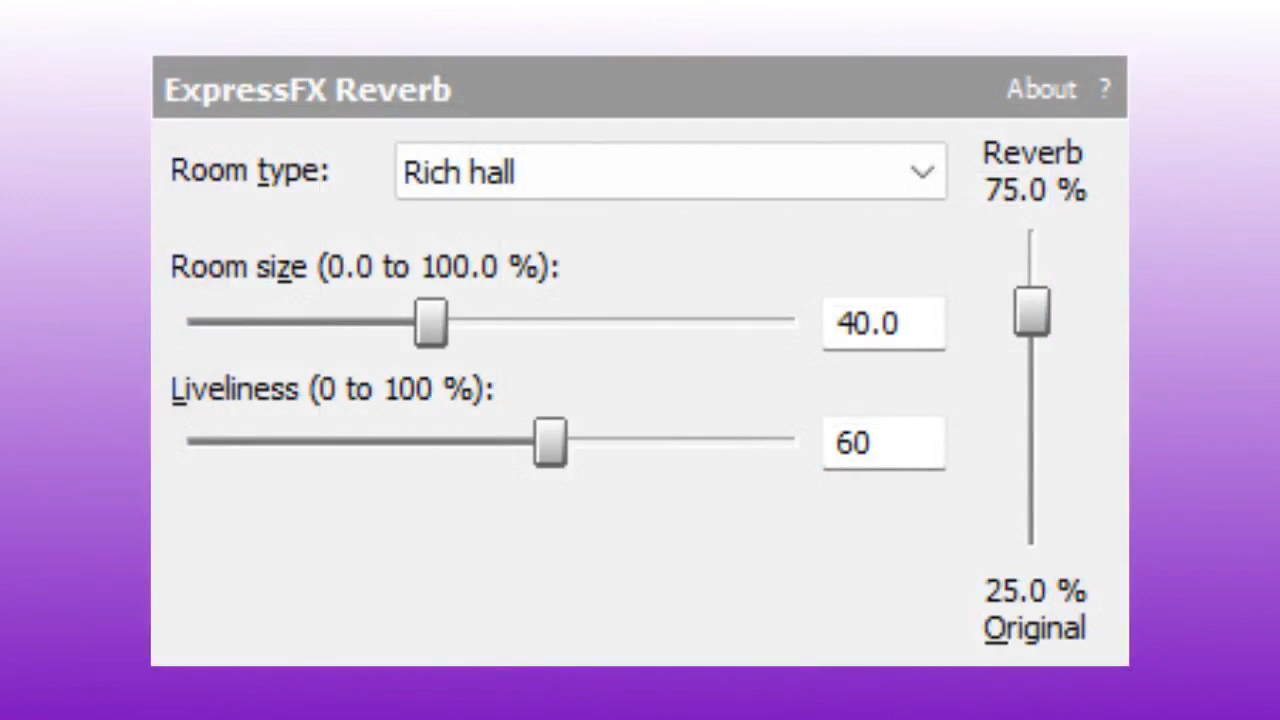 ExpressFX Reverb
About ?
Room type:
Rich hall
Reverb
75.0 %
Room size (0.0 to 100.0 %):
40.0
Liveliness (0 to 100 %):
60
25.0 %
Original